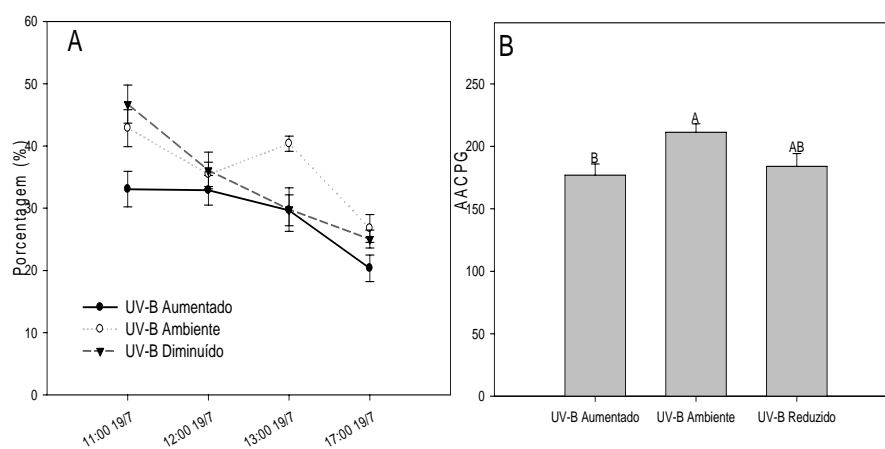 A
Porcentagem (%)
60
50
40
30
20
10
0
UV-B Aumentado
UV-B Ambiente
UV-B Diminuído
11:00 19/7
12:00 19/7
13:00 19/7
17:00 19/7
B
AACPG
250
200
150
100
50
0
B
A
AB
UV-B Aumentado
UV-B Ambiente
UV-B Reduzido